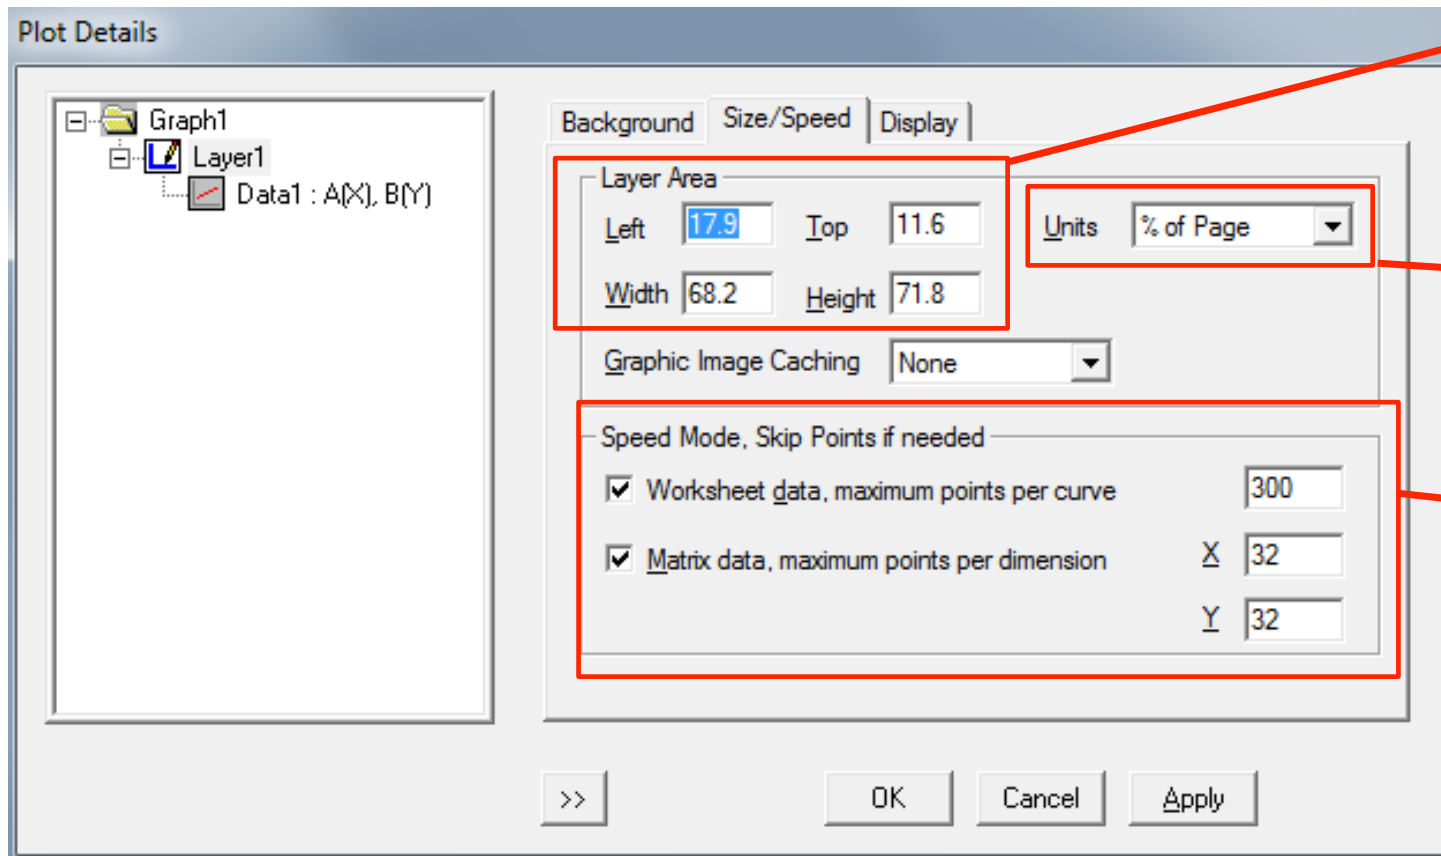 Plot Details
Graph1
Layer1
Data1 : A(X), B(Y)
Background Size/Speed Display
Layer Area
Left 17.9 Top 11.6 Units % of Page
Width 68.2 Height 71.8
Graphic Image Caching None
Speed Mode, Skip Points if needed
Worksheet data, maximum points per curve 300
Matrix data, maximum points per dimension X 32
Y 32
>> OK Cancel Apply